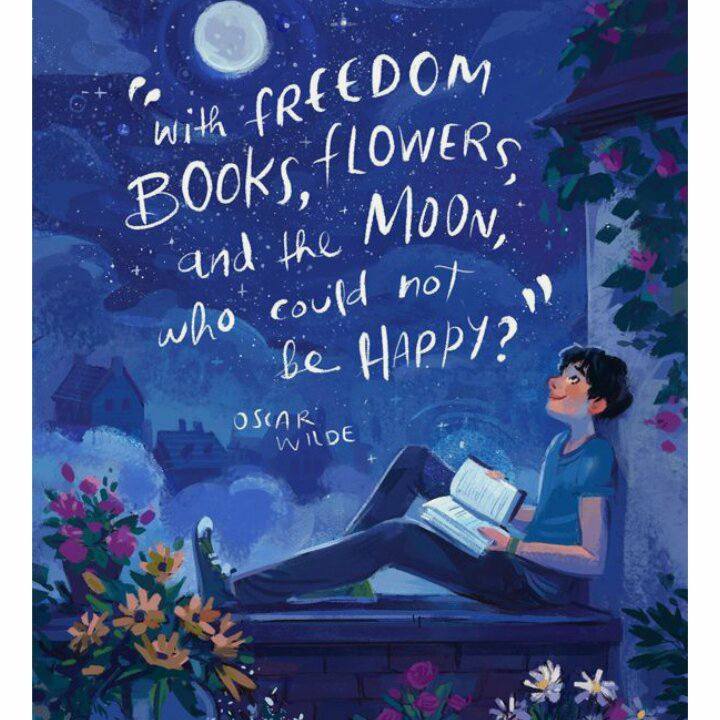 "with FREEDOM
BOOKS, fLOWERS,
and the MOON,
who could not
be HAPPY?"
OSCAR
WILDE